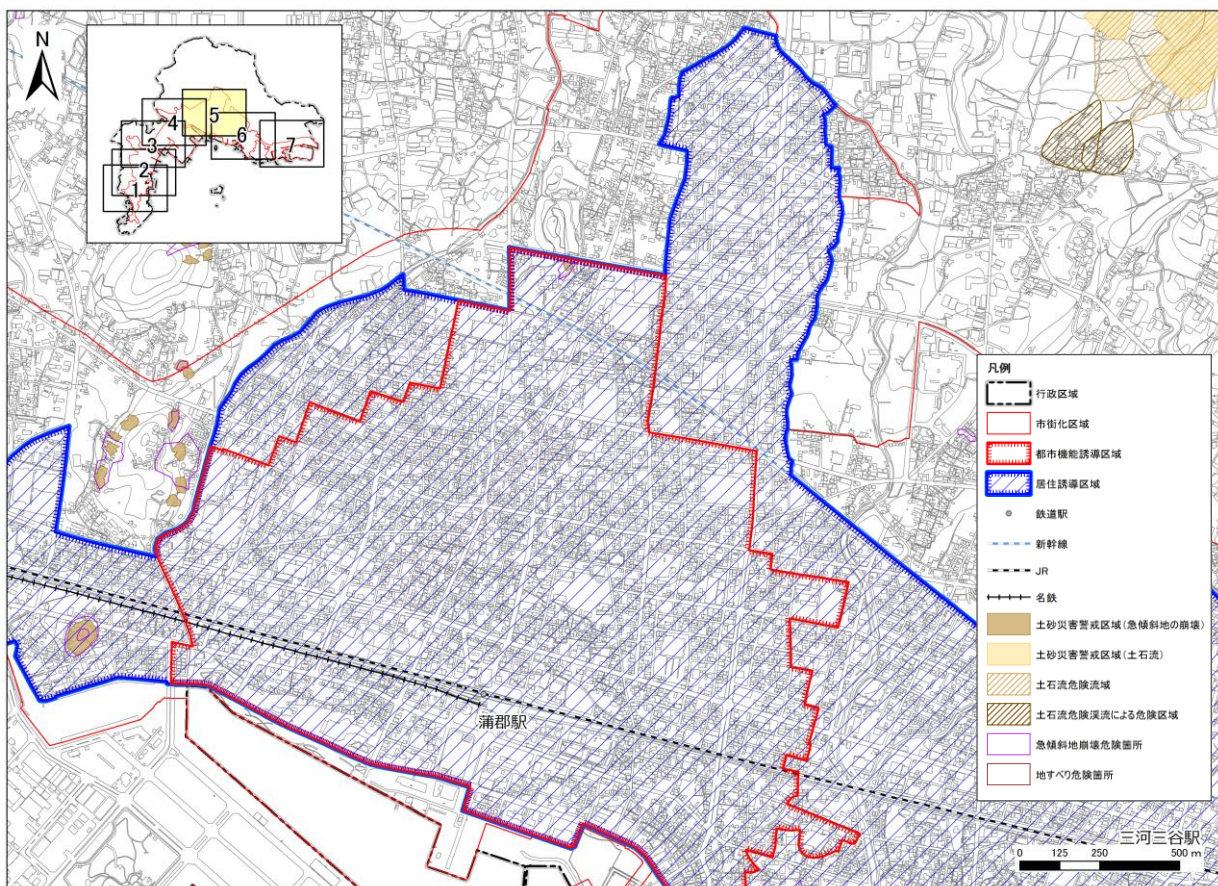 N
1
2
3
4
5
6
7
蒲郡駅
三河三谷駅
凡例
行政区域
市街化区域
都市機能誘導区域
居住誘導区域
鉄道駅
新幹線
JR
名鉄
土砂災害警戒区域(急傾斜地の崩壊)
土砂災害警戒区域(土石流)
土石流危険流域
土石流危険渓流による危険区域
急傾斜地崩壊危険箇所
地すべり危険箇所
0 125 250 500 m